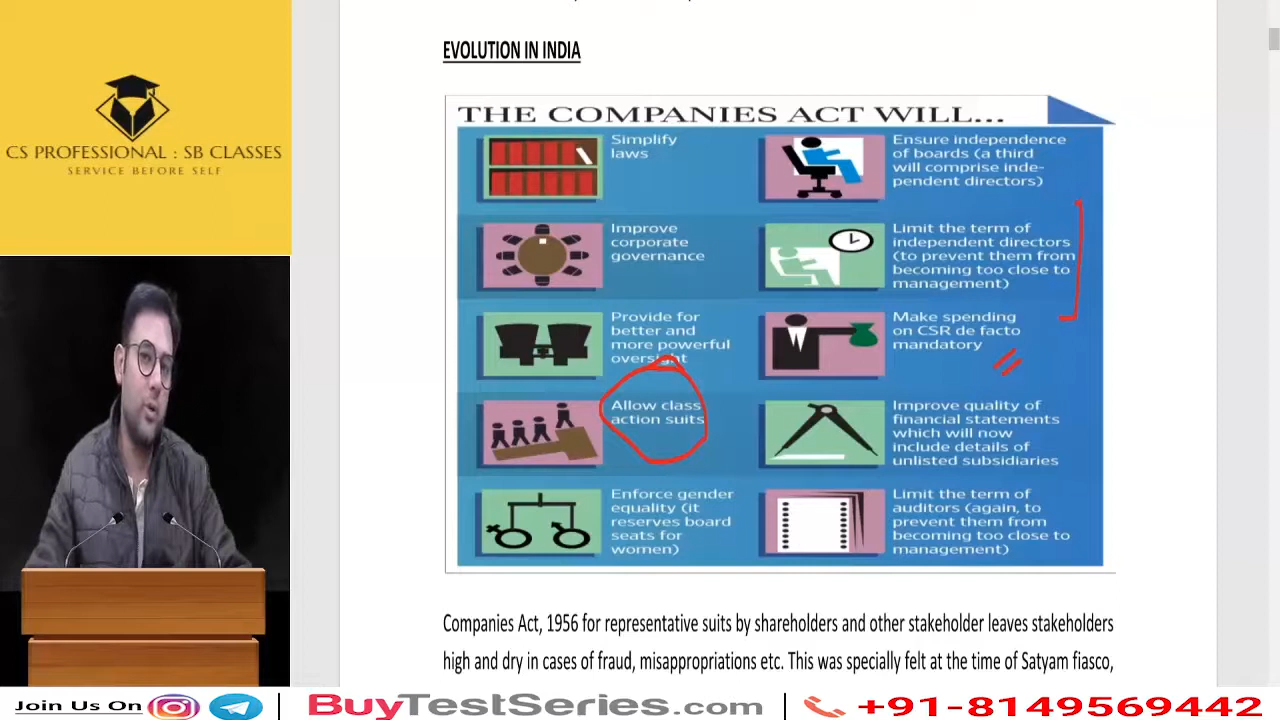 CS PROFESSIONAL : SB CLASSES
SERVICE BEFORE SELF
EVOLUTION IN INDIA
THE COMPANIES ACT WILL...
Simplify
laws
Improve
corporate
governance
Provide for
better and
more powerful
oversight
Allow class
action suits
Enforce gender
equality (it
reserves board
seats for
women)
Ensure independence
of boards (a third
will comprise inde-
pendent directors)
Limit the term of
independent directors
(to prevent them from
becoming too close to
management)
Make spending
on CSR de facto
mandatory
Improve quality of
financial statements
which will now
include details of
unlisted subsidiaries
Limit the term of
auditors (again, to
prevent them from
becoming too close to
management)
Companies Act, 1956 for representative suits by shareholders and other stakeholder leaves stakeholders
high and dry in cases of fraud, misappropriations etc. This was specially felt at the time of Satyam fiasco,
Join Us On
BuyTestSeries.com
+91-8149569442